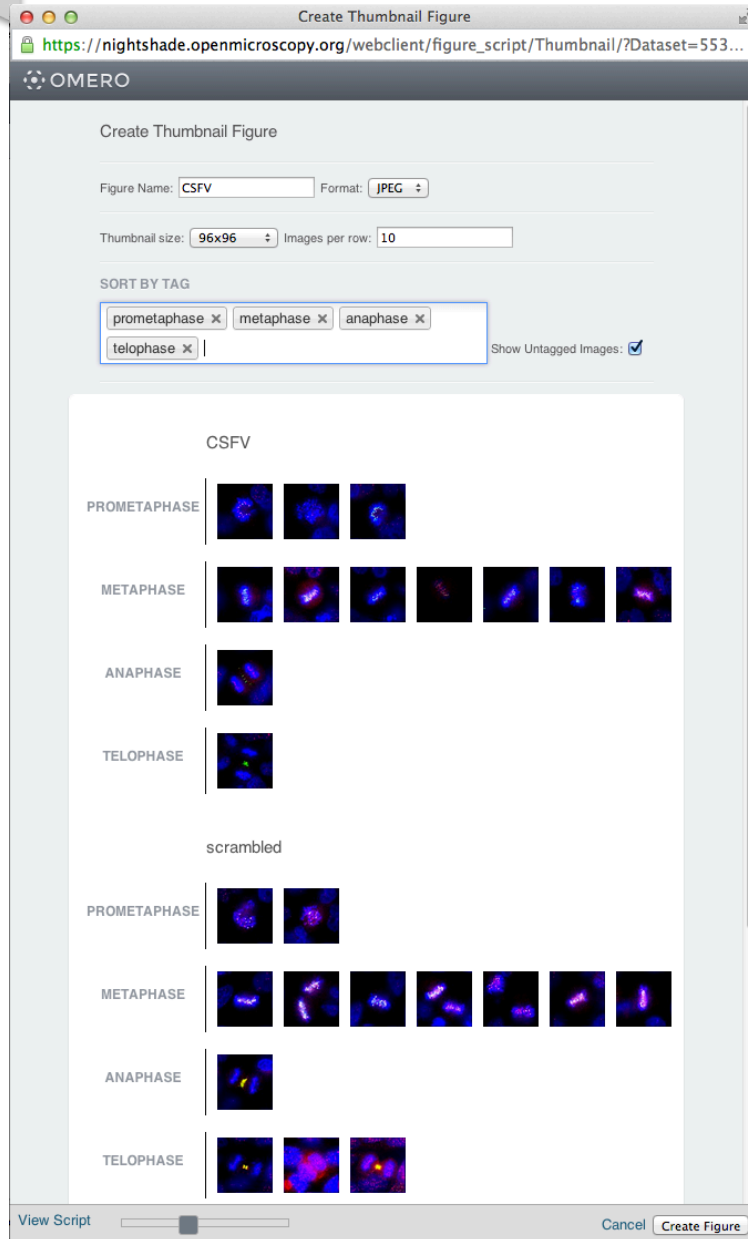 Create Thumbnail Figure
https://nightshade.openmicroscopy.org/webclient/figure_script/Thumbnail/?Dataset=553...
OMERO
Create Thumbnail Figure
Figure Name: CSFV Format: JPEG
Thumbnail size: 96x96 Images per row: 10
SORT BY TAG
prometaphase × metaphase × anaphase ×
telophase × Show Untagged Images:
CSFV
PROMETAPHASE
METAPHASE
ANAPHASE
TELOPHASE
scrambled
PROMETAPHASE
METAPHASE
ANAPHASE
TELOPHASE
View Script Cancel Create Figure